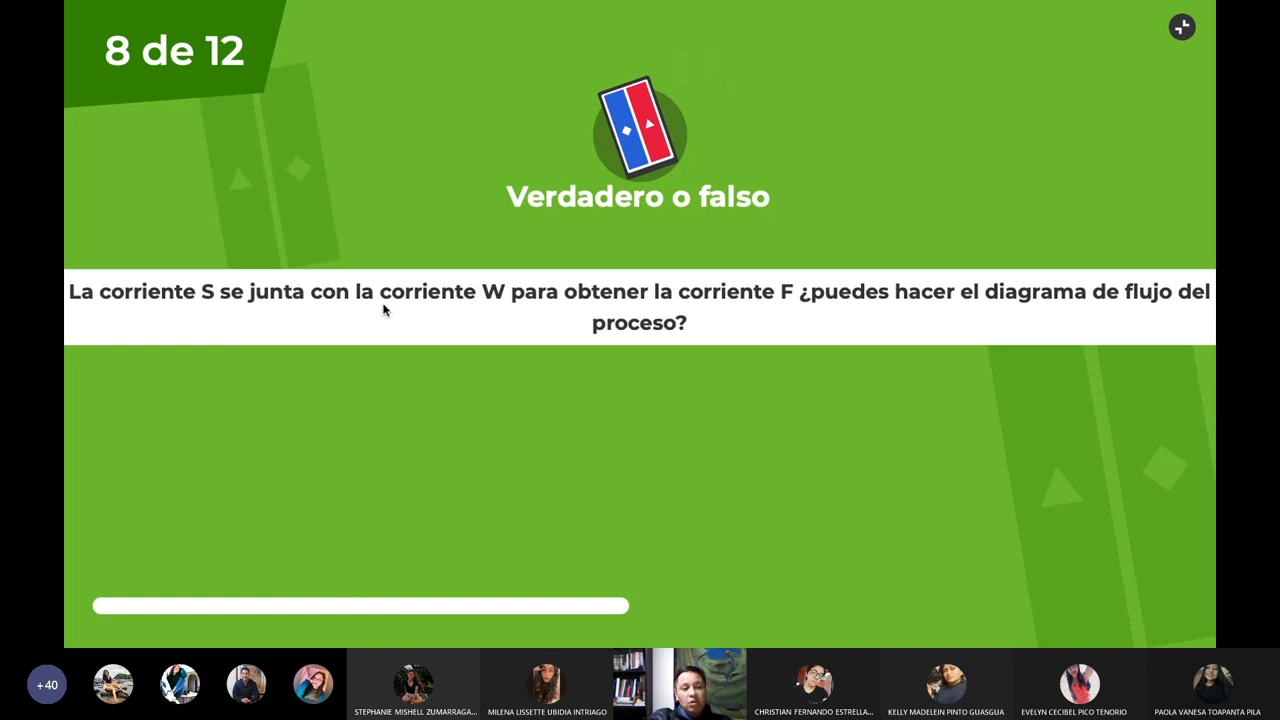 8 de 12
Verdadero o falso
La corriente S se junta con la corriente W para obtener la corriente F ¿puedes hacer el diagrama de flujo del
proceso?
+40
STEPHANIE MISHELL ZUMARRAGA...
MILENA LISSETTE UBIDIA INTRIAGO
CHRISTIAN FERNANDO ESTRELLA...
KELLY MADELEIN PINTO GUASGUA
EVELYN CECIBEL PICO TENORIO
PAOLA VANESA TOAPANTA PILA